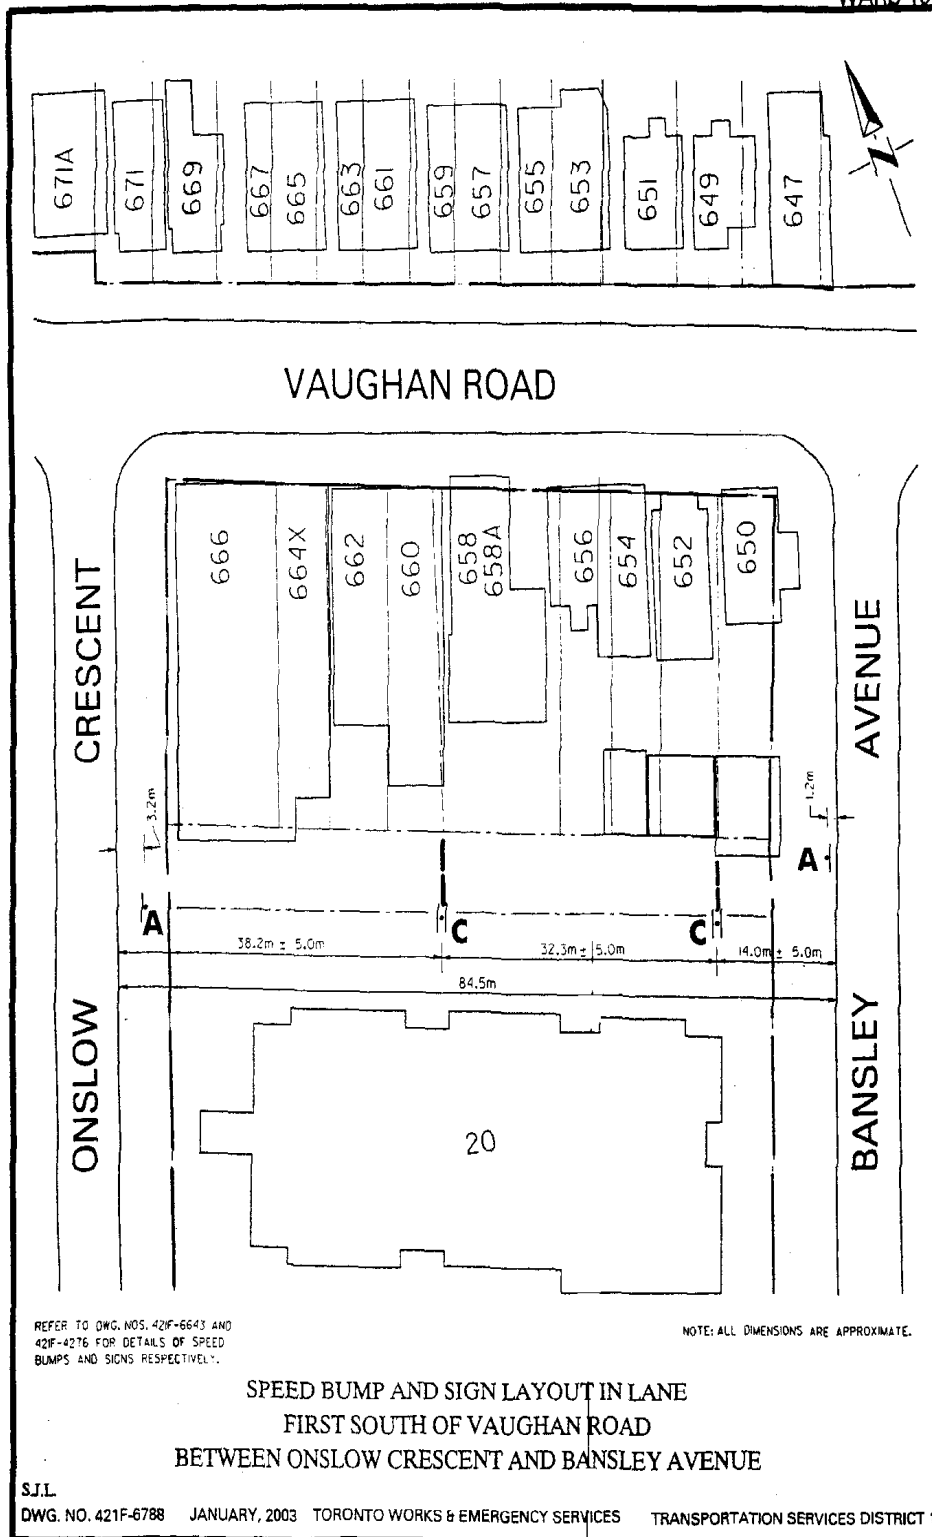 671A
671
669
667
665
663
661
659
657
655
653
651
649
647
N
VAUGHAN ROAD
666
664X
662
660
658
658A
656
654
652
650
CRESCENT
AVENUE
3.2m
1.2m
A
A
C
C
38.2m ± 5.0m
32.3m ± 5.0m
14.0m ± 5.0m
84.5m
ONSLOW
BANSLEY
20
REFER TO DWG. NOS. 421F-6643 AND
421F-4276 FOR DETAILS OF SPEED
BUMPS AND SIGNS RESPECTIVELY.
NOTE: ALL DIMENSIONS ARE APPROXIMATE.
SPEED BUMP AND SIGN LAYOUT IN LANE
FIRST SOUTH OF VAUGHAN ROAD
BETWEEN ONSLOW CRESCENT AND BANSLEY AVENUE
S.J.L.
DWG. NO. 421F-6788 JANUARY, 2003 TORONTO WORKS & EMERGENCY SERVICES TRANSPORTATION SERVICES DISTRICT